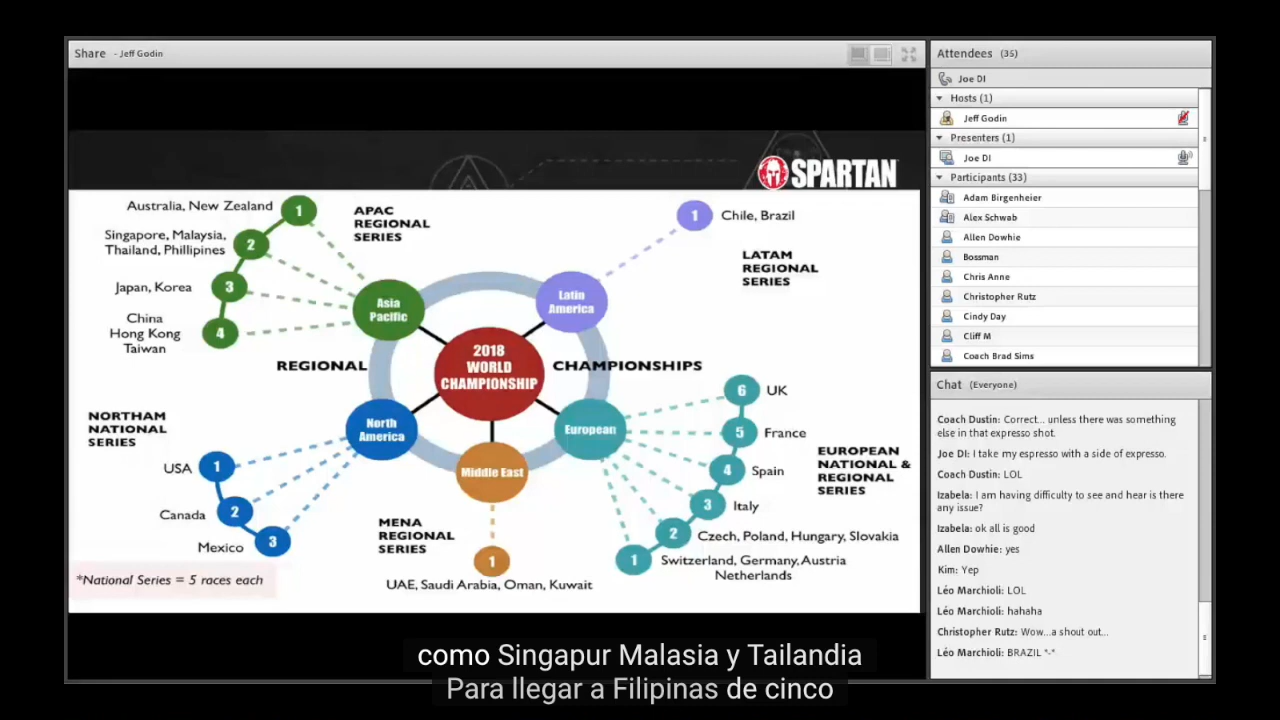 Share - Jeff Godin
SPARTAN
Australia, New Zealand
1
Singapore, Malaysia,
Thailand, Phillipines
2
Japan, Korea
3
China
Hong Kong
Taiwan
4
APAC
REGIONAL
SERIES
Asia
Pacific
1
Chile, Brazil
LATAM
REGIONAL
SERIES
Latin
America
REGIONAL
2018
WORLD
CHAMPIONSHIP
CHAMPIONSHIPS
NORTHAM
NATIONAL
SERIES
North
America
USA
1
Canada
2
Mexico
3
*National Series = 5 races each
Middle East
MENA
REGIONAL
SERIES
1
UAE, Saudi Arabia, Oman, Kuwait
European
6
UK
5
France
4
Spain
3
Italy
2
Czech, Poland, Hungary, Slovakia
1
Switzerland, Germany, Austria
Netherlands
EUROPEAN
NATIONAL &
REGIONAL
SERIES
como Singapur Malasia y Tailandia
Para llegar a Filipinas de cinco
Attendees (35)
Joe DI
Hosts (1)
Jeff Godin
Presenters (1)
Joe DI
Participants (33)
Adam Birgenheier
Alex Schwab
Allen Dowhie
Bossman
Chris Anne
Christopher Rutz
Cindy Day
Cliff M
Coach Brad Sims
Chat (Everyone)
Coach Dustin: Correct... unless there was something
else in that expresso shot.
Joe DI: I take my espresso with a side of expresso.
Coach Dustin: LOL
Izabela: I am having difficulty to see and hear is there
any issue?
Izabela: ok all is good
Allen Dowhie: yes
Kim: Yep
Léo Marchioli: LOL
Léo Marchioli: hahaha
Christopher Rutz: Wow...a shout out...
Léo Marchioli: BRAZIL *-*